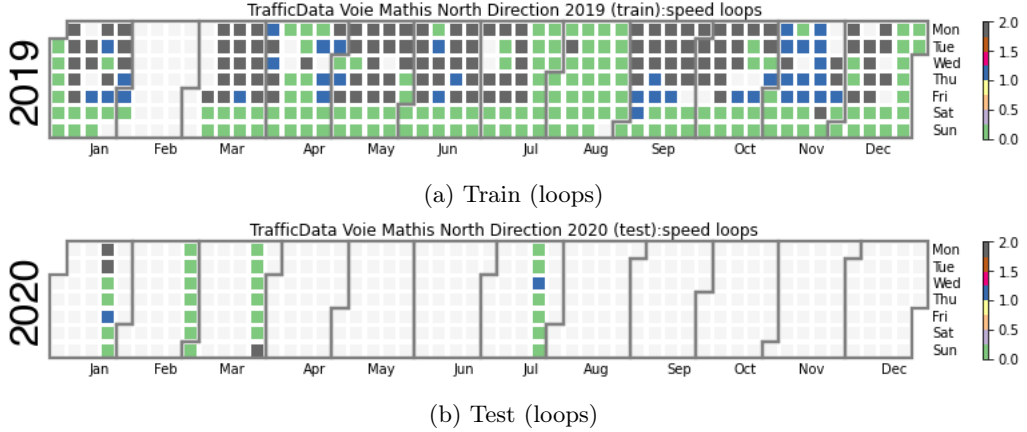 TrafficData Voie Mathis North Direction 2019 (train):speed loops
2019
Mon
Tue
Wed
Thu
Fri
Sat
Sun
Jan Feb Mar Apr May Jun Jul Aug Sep Oct Nov Dec
2.0
1.5
1.0
0.5
0.0
(a) Train (loops)
TrafficData Voie Mathis North Direction 2020 (test):speed loops
2020
Mon
Tue
Wed
Thu
Fri
Sat
Sun
Jan Feb Mar Apr May Jun Jul Aug Sep Oct Nov Dec
2.0
1.5
1.0
0.5
0.0
(b) Test (loops)